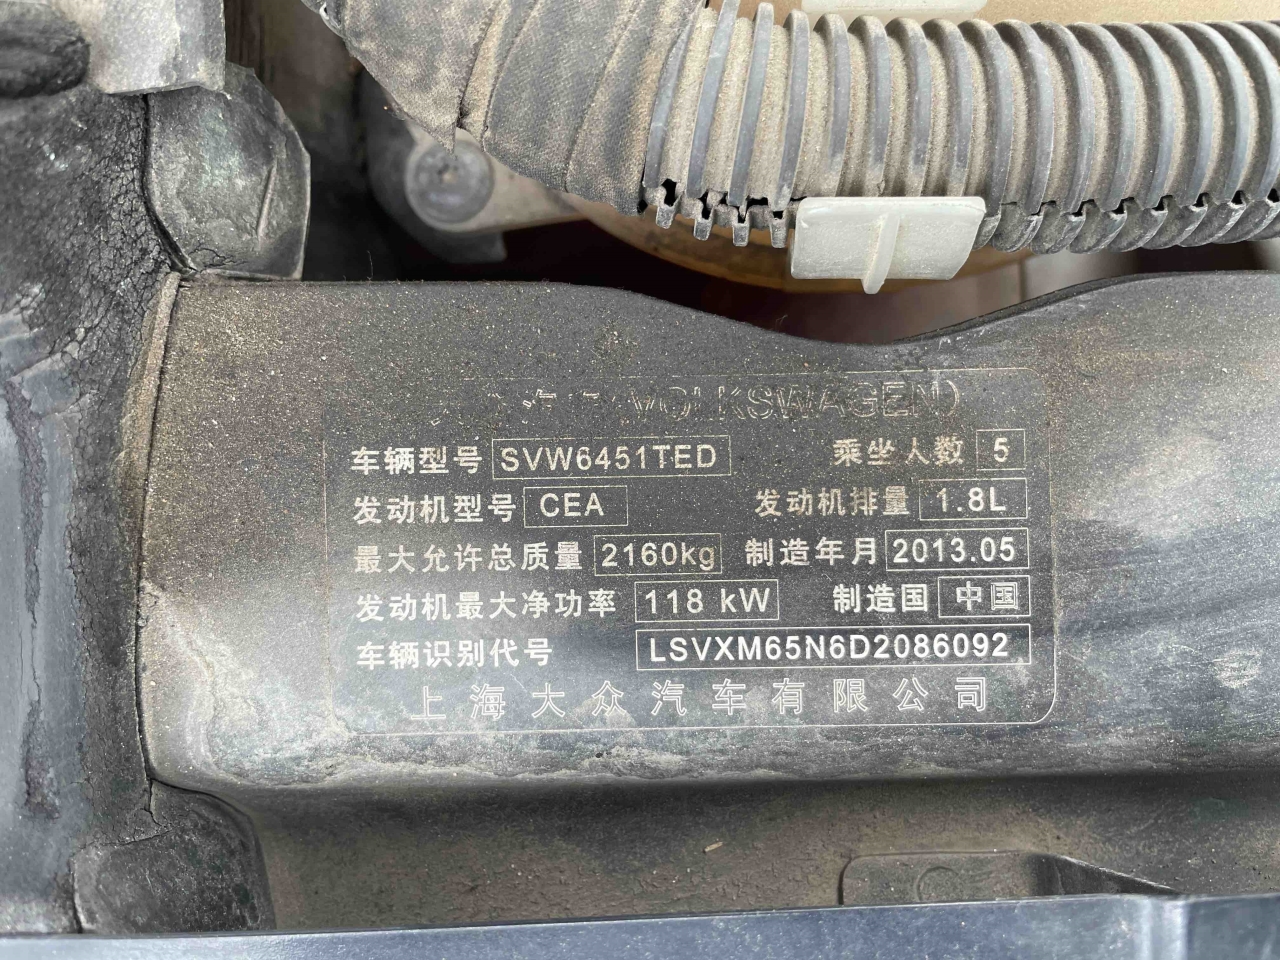 VOLKSWAGEN)
车辆型号 SVW6451TED 乘坐人数 5
发动机型号 CEA 发动机排量 1.8L
最大允许总质量 2160kg 制造年月 2013.05
发动机最大净功率 118 kW 制造国 中国
车辆识别代号 LSVXM65N6D2086092
上海大众汽车有限公司